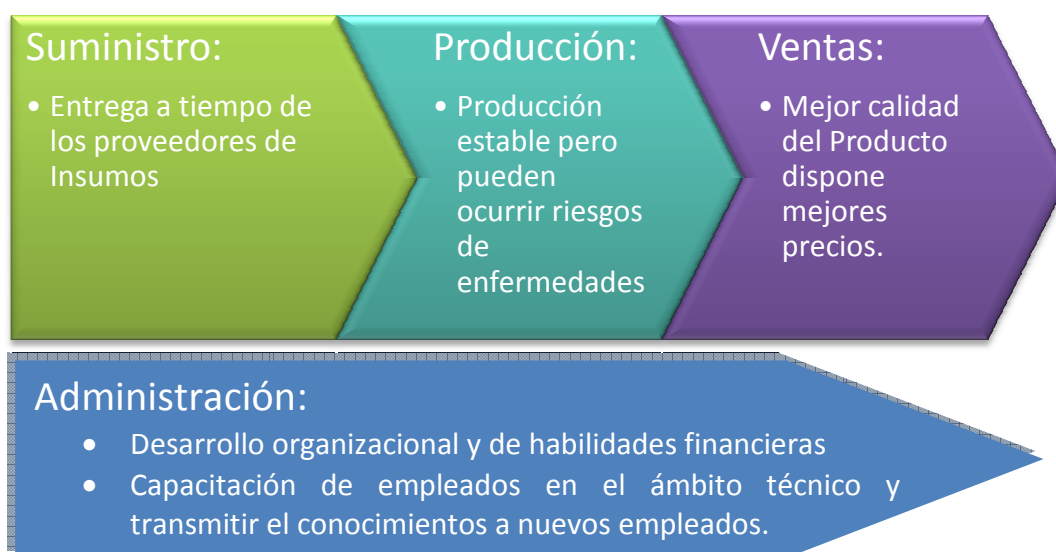 Suministro:
• Entrega a tiempo de
los proveedores de
Insumos
Producción:
• Producción
estable pero
pueden
ocurrir riesgos
de
enfermedades
Ventas:
• Mejor calidad
del Producto
dispone
mejores
precios.
Administración:
• Desarrollo organizacional y de habilidades financieras
• Capacitación de empleados en el ámbito técnico y
transmitir el conocimientos a nuevos empleados.